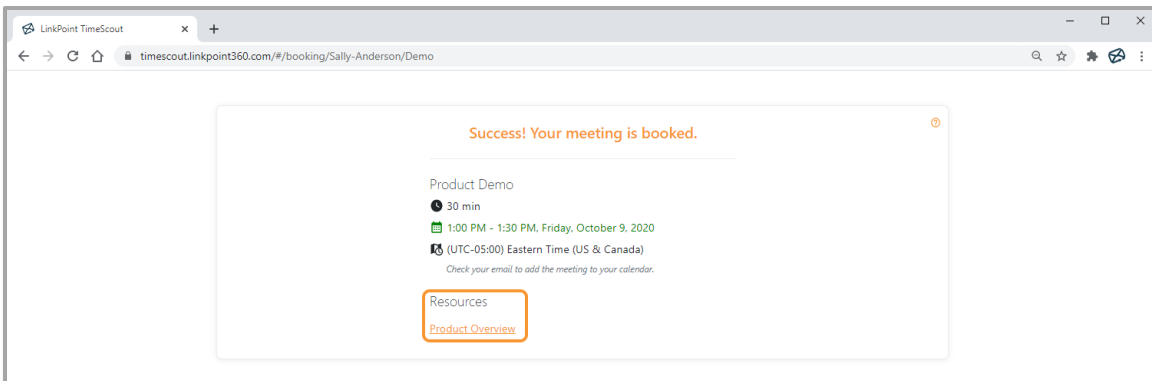 LinkPoint TimeScout
timescout.linkpoint360.com/#/booking/Sally-Anderson/Demo
Success! Your meeting is booked.
Product Demo
30 min
1:00 PM - 1:30 PM, Friday, October 9, 2020
(UTC-05:00) Eastern Time (US & Canada)
Check your email to add the meeting to your calendar.
Resources
Product Overview